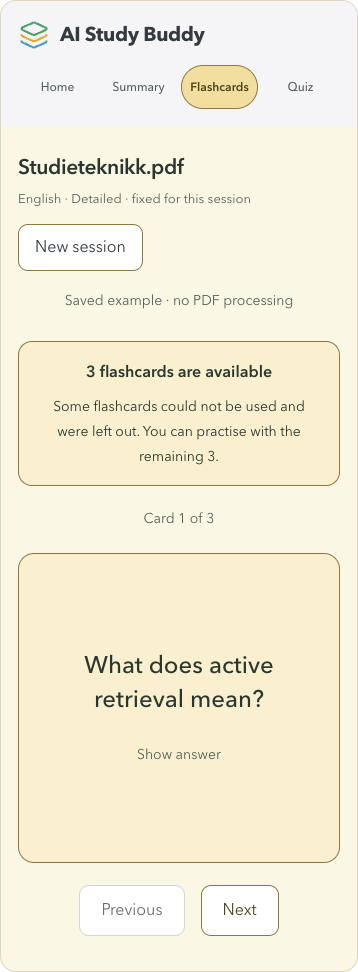 AI Study Buddy
Home Summary Flashcards Quiz
Studieteknikk.pdf
English · Detailed · fixed for this session
New session
Saved example · no PDF processing
3 flashcards are available
Some flashcards could not be used and
were left out. You can practise with the
remaining 3.
Card 1 of 3
What does active
retrieval mean?
Show answer
Previous Next